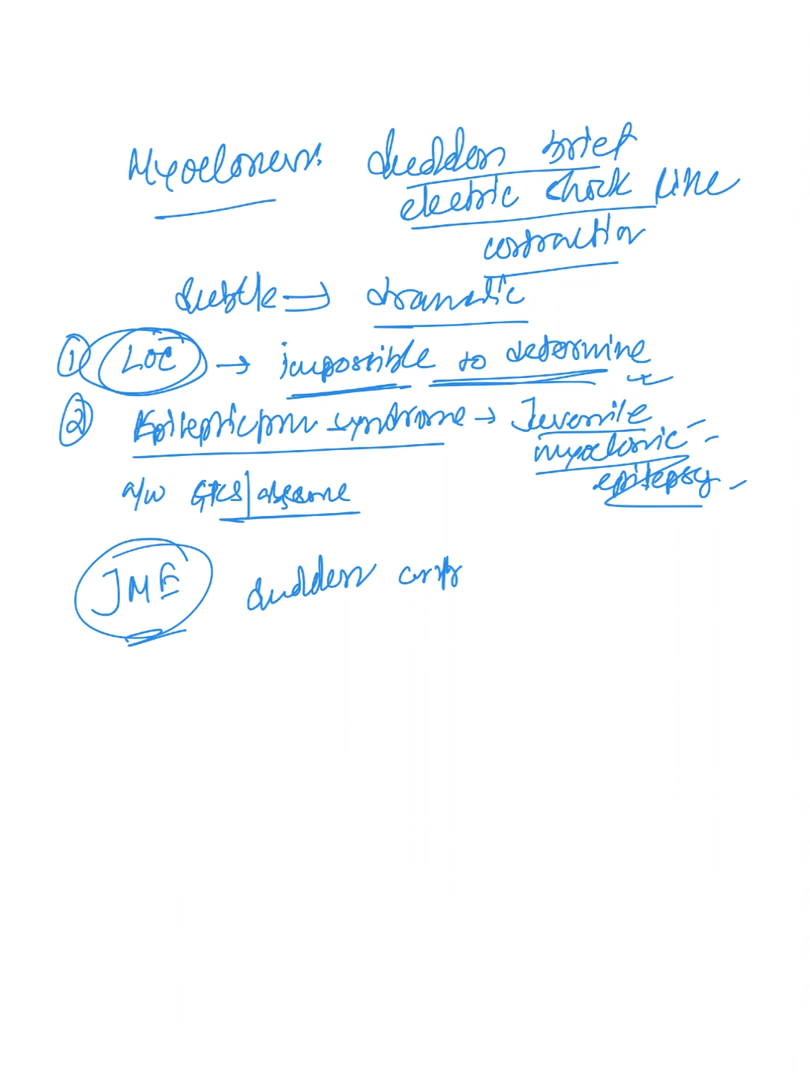 Myoclonus: Sudden brief
electric shock like
contraction
Subtle → dramatic
① LOC → impossible to determine
② syndrome → Juvenile
myoclonic
epilepsy
a/w GTCS | absence
JME Sudden